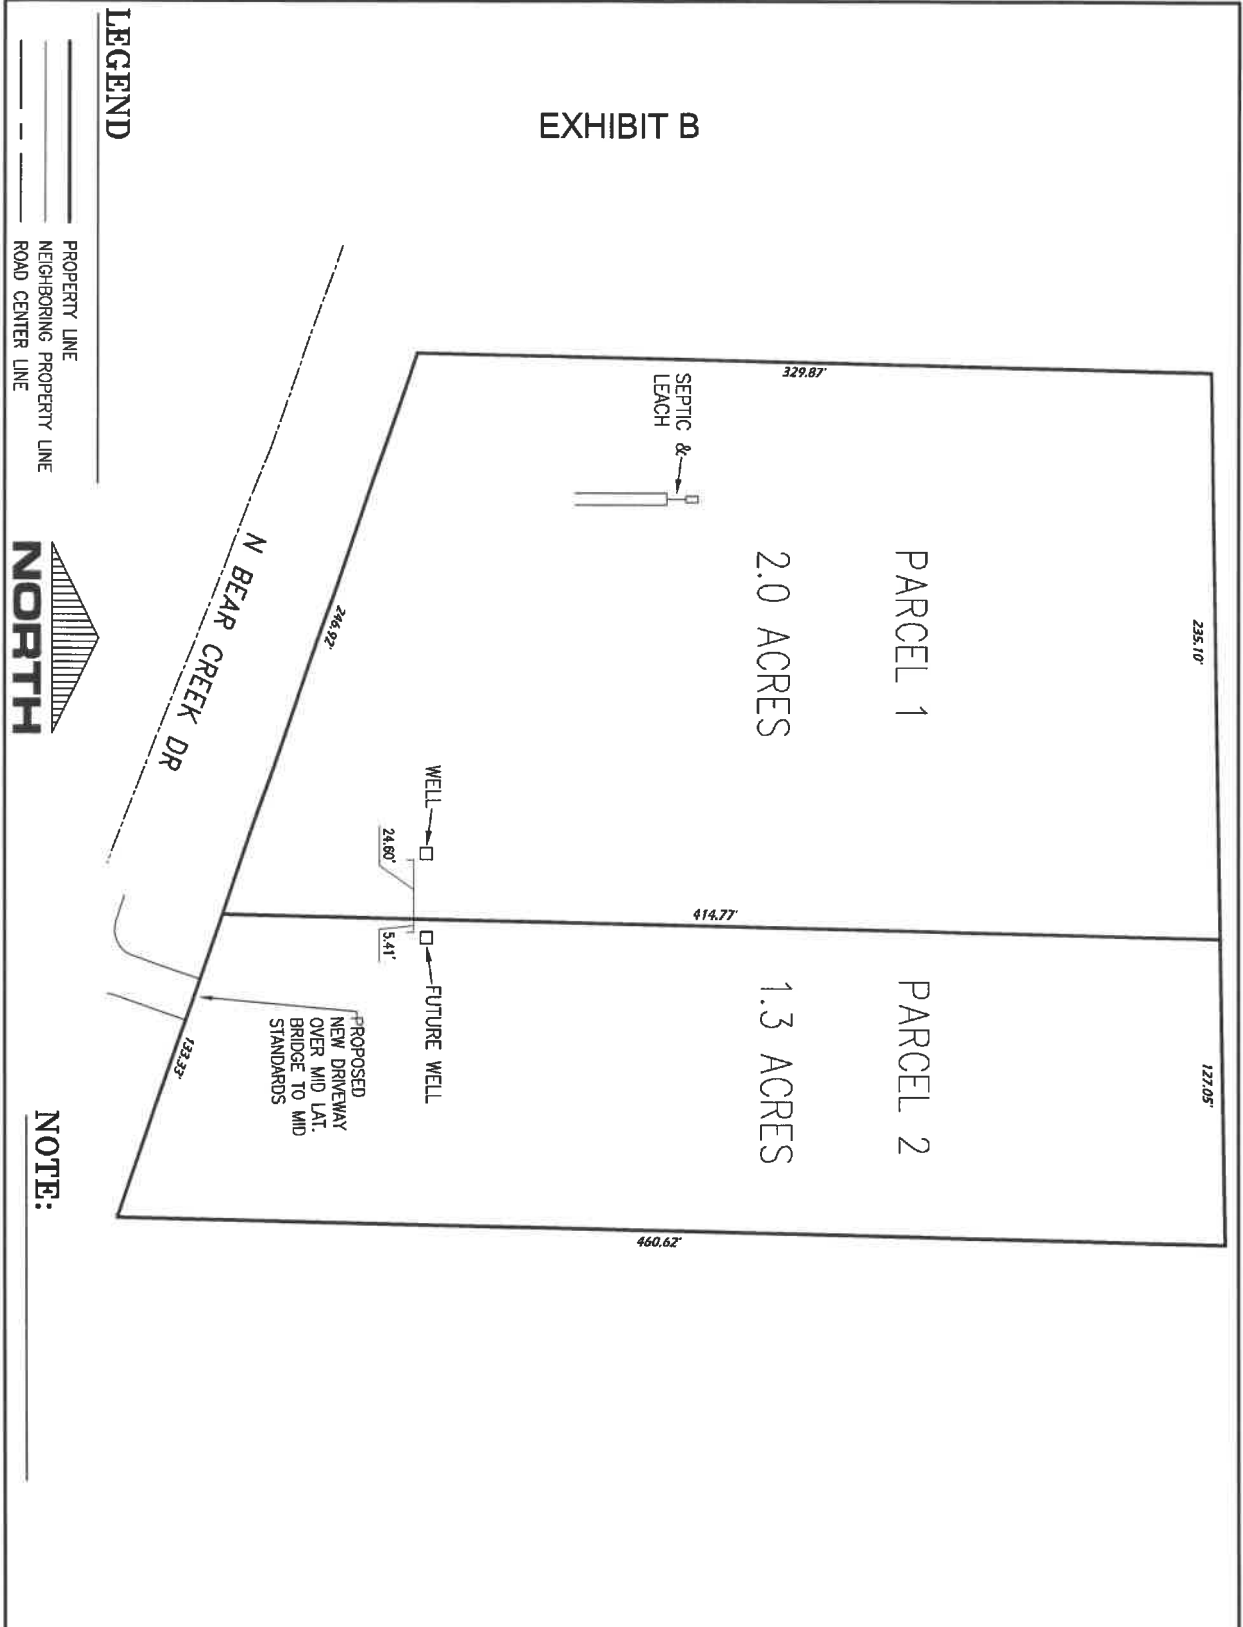 EXHIBIT B
235.10'
127.05'
PARCEL 1
2.0 ACRES
PARCEL 2
1.3 ACRES
329.87'
414.77'
460.62'
SEPTIC &
LEACH
WELL
FUTURE WELL
24.60'
5.41'
246.92'
133.33'
N BEAR CREEK DR
PROPOSED
NEW DRIVEWAY
OVER MID LAT.
BRIDGE TO MID
STANDARDS
LEGEND
PROPERTY LINE
NEIGHBORING PROPERTY LINE
ROAD CENTER LINE
NORTH
NOTE: